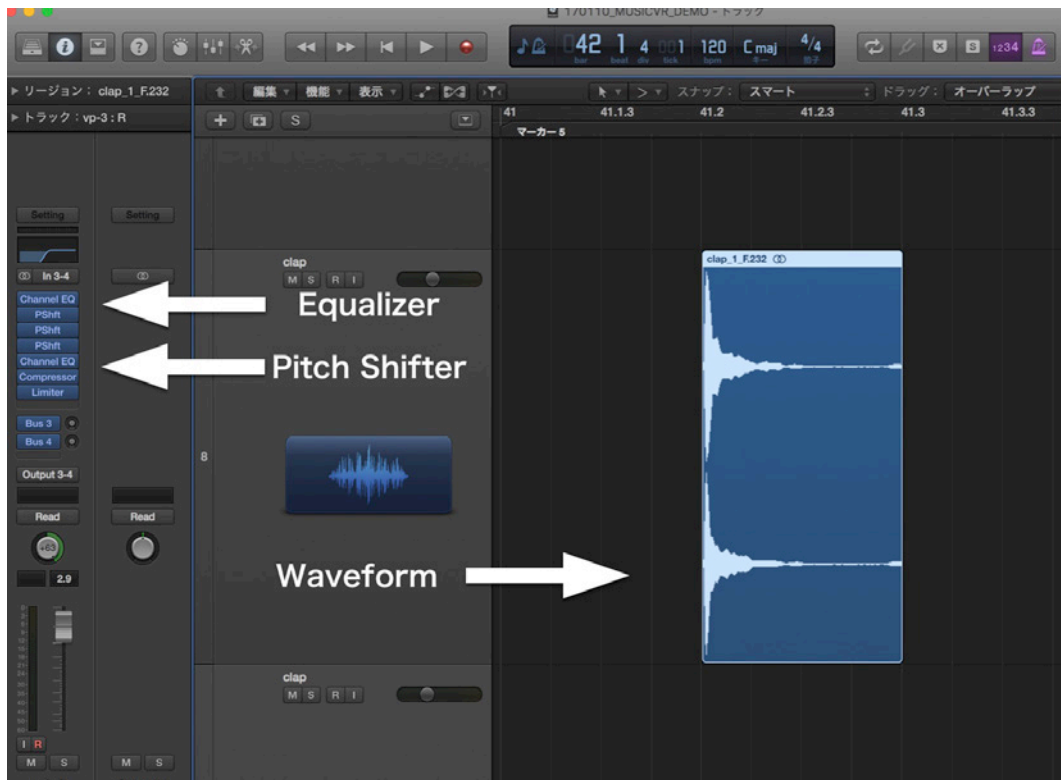 170110_MUSICVR_DEMO - トラック
42 1 4 001 120 C maj 4/4
bar beat div tick bpm キー 拍子
1234
リージョン: clap_1_F.232
編集 機能 表示
スナップ: スマート
ドラッグ: オーバーラップ
トラック: vp-3 : R
S
41 41.1.3 41.2 41.2.3 41.3 41.3.3
マーカー 5
Setting Setting
In 3-4
Channel EQ
PShft
PShft
PShft
Channel EQ
Compressor
Limiter
Bus 3
Bus 4
Output 3-4
Read Read
+63
2.9
I R
M S M S
clap
M S R I
Equalizer
Pitch Shifter
8
Waveform
clap
M S R I
clap_1_F.232